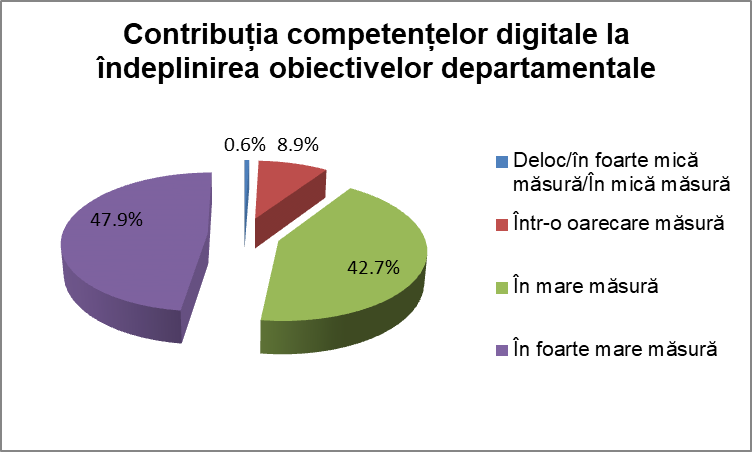 Contribuția competențelor digitale la
îndeplinirea obiectivelor departamentale
0.6%
8.9%
47.9%
42.7%
Deloc/în foarte mică
măsură/În mică măsură
Într-o oarecare măsură
În mare măsură
În foarte mare măsură